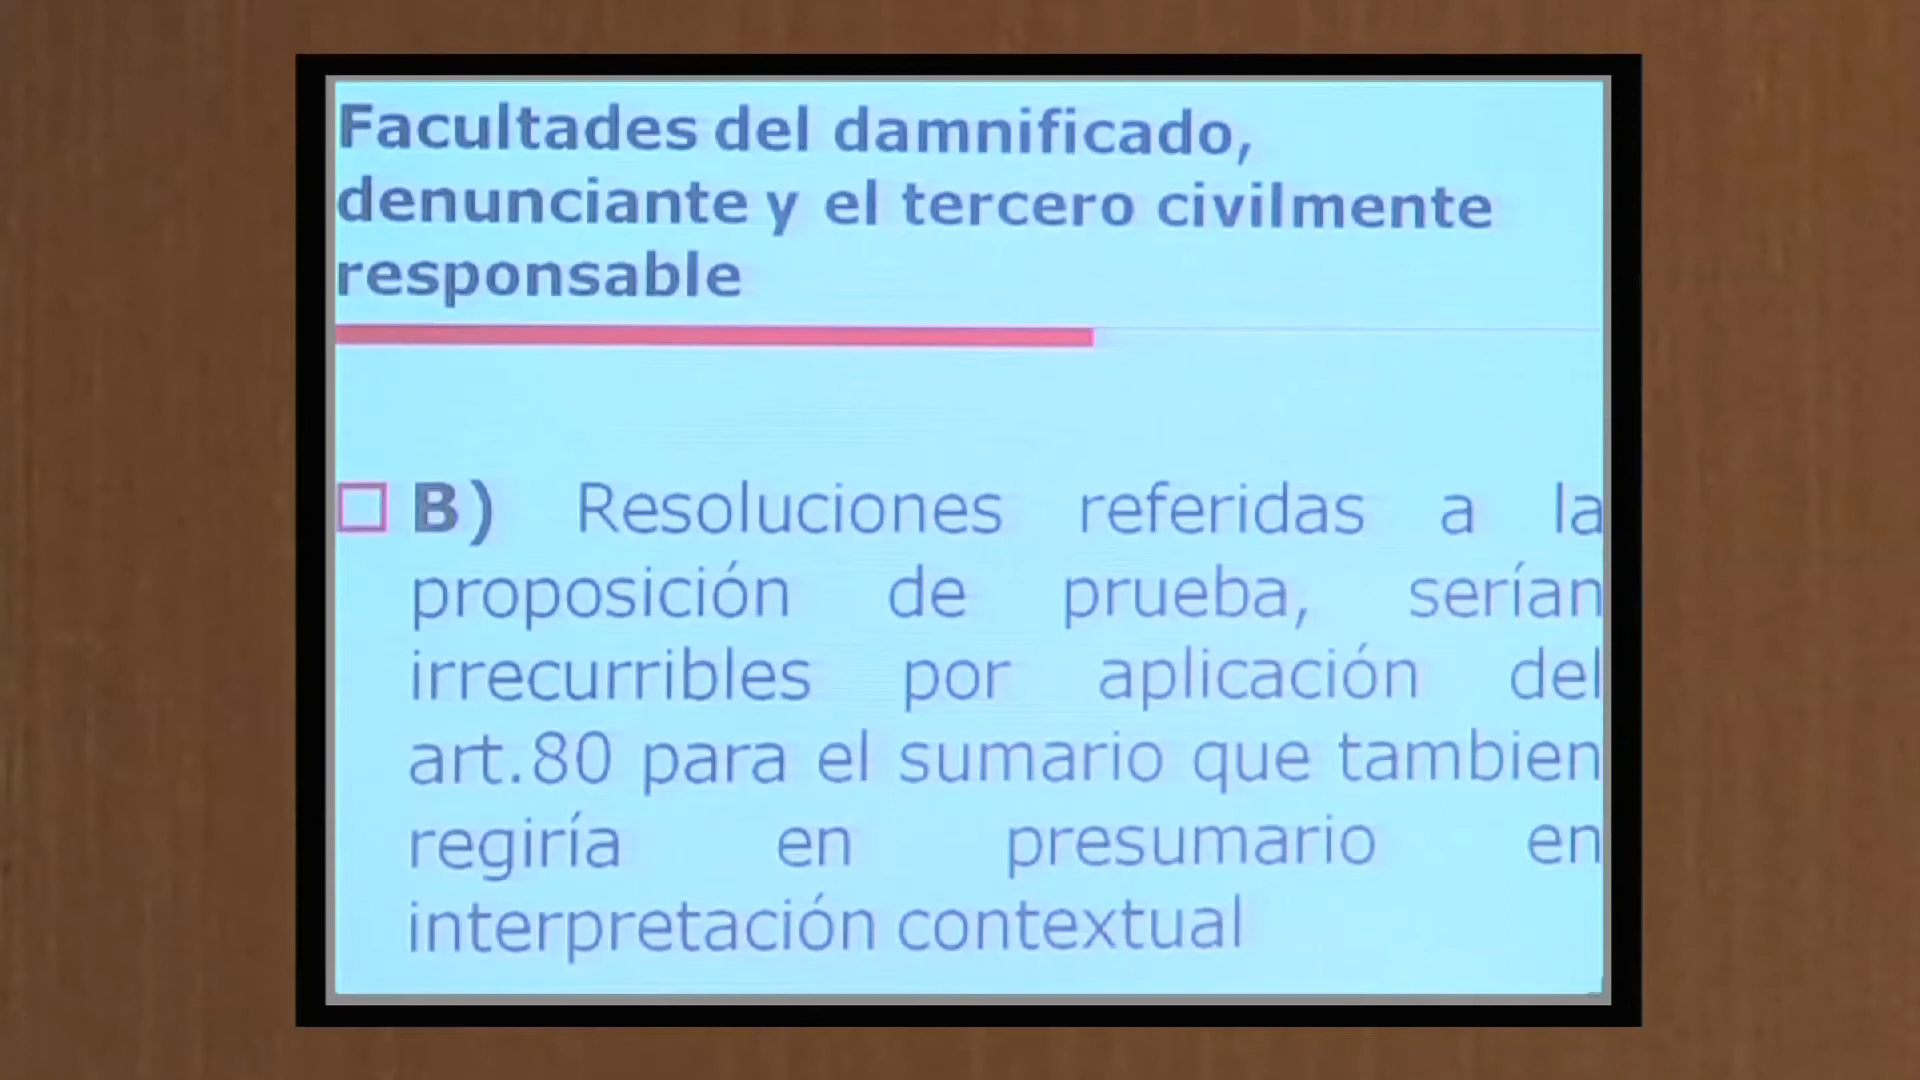 Facultades del damnificado,
denunciante y el tercero civilmente
responsable
B) Resoluciones referidas a la
proposición de prueba, serían
irrecurribles por aplicación del
art.80 para el sumario que tambien
regiría en presumario en
interpretación contextual